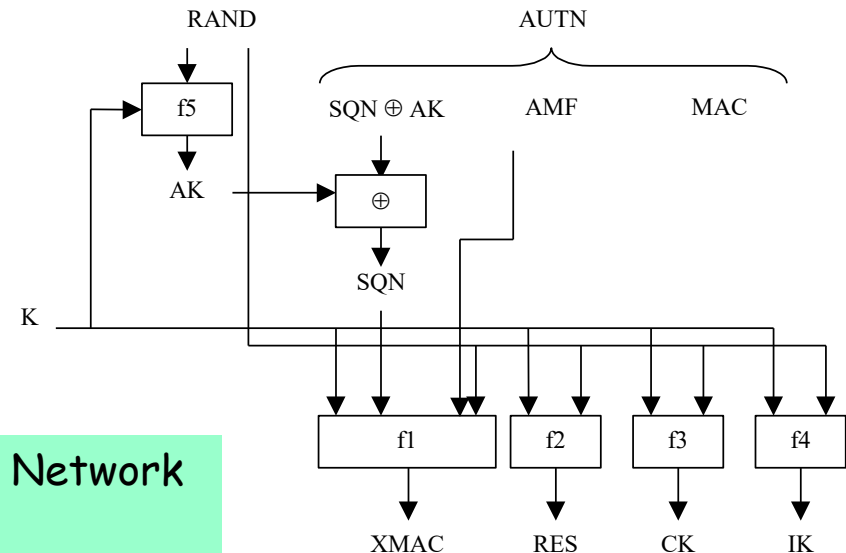 RAND AUTN
f5 SQN ⊕ AK AMF MAC
AK ⊕
SQN
K
f1 f2 f3 f4
Network
XMAC RES CK IK